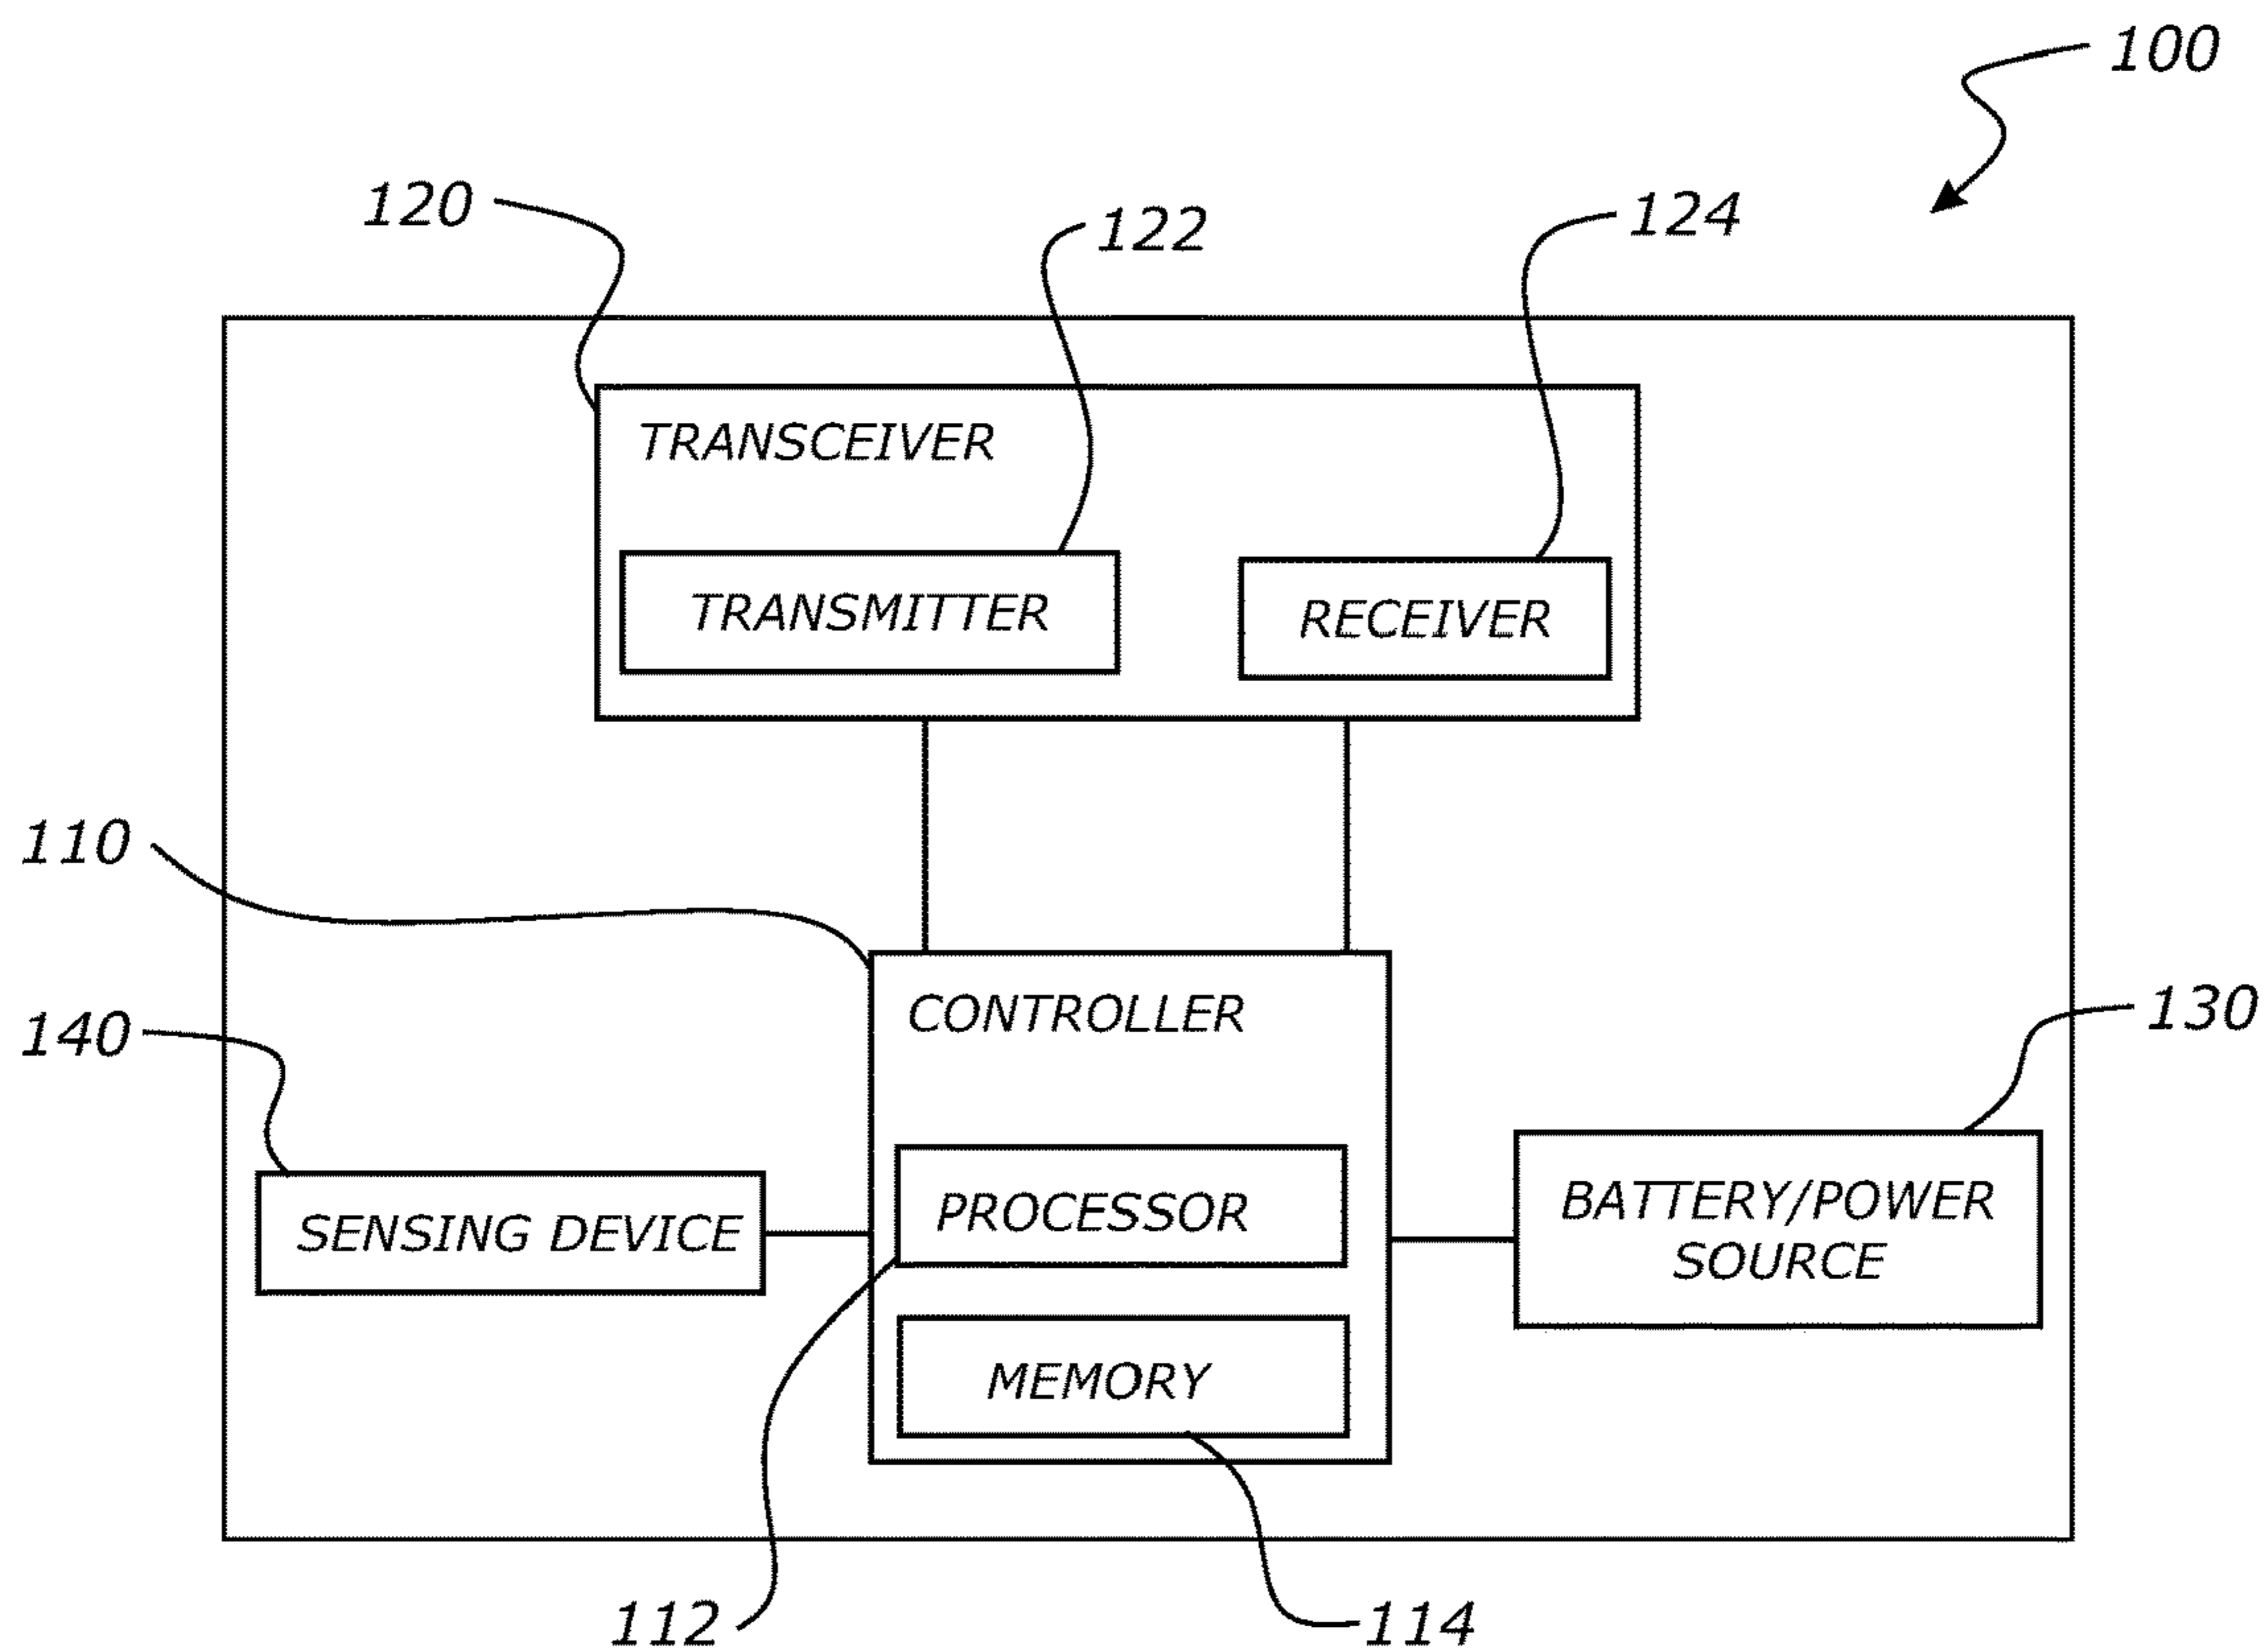 100
120
122
124
TRANSCEIVER
TRANSMITTER
RECEIVER
110
CONTROLLER
140
130
PROCESSOR
SENSING DEVICE
BATTERY/POWER
SOURCE
MEMORY
112
114